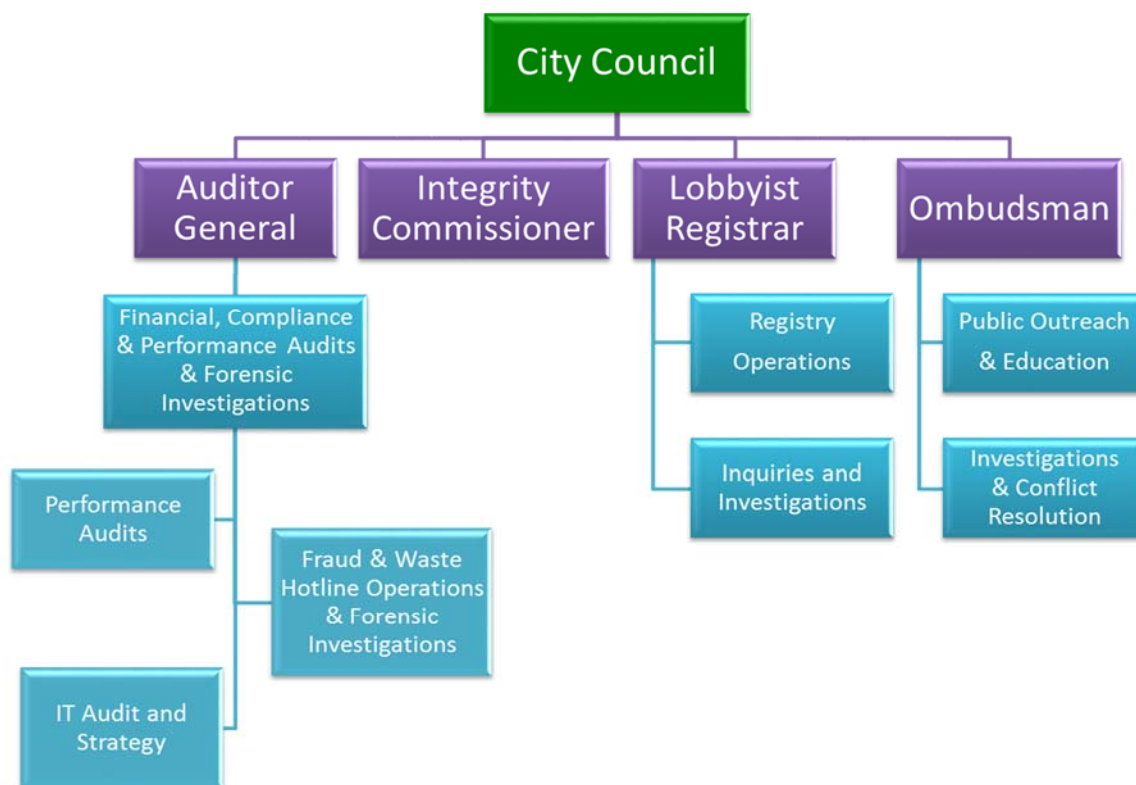 City Council
Auditor
General
Integrity
Commissioner
Lobbyist
Registrar
Ombudsman
Financial, Compliance
& Performance Audits
& Forensic
Investigations
Registry
Operations
Public Outreach
& Education
Performance
Audits
Fraud & Waste
Hotline Operations
& Forensic
Investigations
Inquiries and
Investigations
Investigations
& Conflict
Resolution
IT Audit and
Strategy